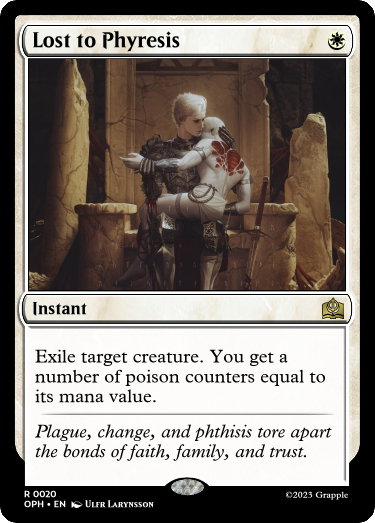 Lost to Phyresis
Instant
Exile target creature. You get a
number of poison counters equal to
its mana value.
Plague, change, and phthisis tore apart
the bonds of faith, family, and trust.
R 0020
OPH • EN Ulfr Larynsson
©2023 Grapple